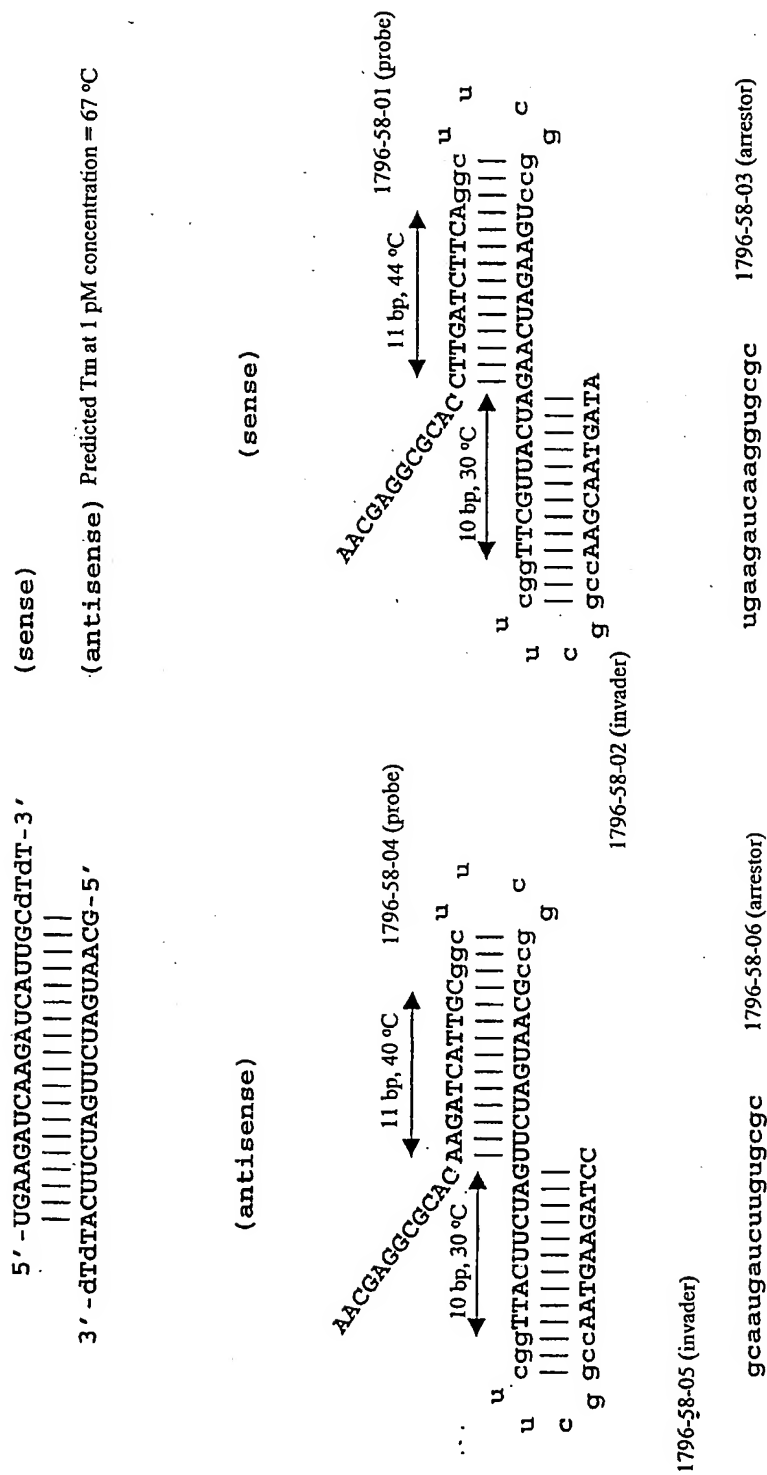 5'-UGAAGAUCAAGAUCAUUGCdTdT-3' (sense)
3'-dTdTACUUCUAGUUCUAGUAACG-5' (antisense) Predicted Tm at 1 pM concentration = 67 °C
(antisense)
1796-58-04 (probe)
11 bp, 40 °C
AACGAGGCGCAC AAGATCATTGCggc
u
u
c
g
10 bp, 30 °C
u
u
c
g
cggTTACUUCUAGUUCUAGUAACGccg
gccAATGAAGATCC
1796-58-05 (invader)
gcaaugaucuugugcgc 1796-58-06 (arrestor)
(sense)
1796-58-01 (probe)
11 bp, 44 °C
AACGAGGCGCAC CTTGATCTTCAggc
u
u
c
g
10 bp, 30 °C
u
u
c
g
cggTTCGUUACUAGAACUAGAAGUccg
gccAAGCAATGATA
1796-58-02 (invader)
ugaagaucaaggugcgc 1796-58-03 (arrestor)